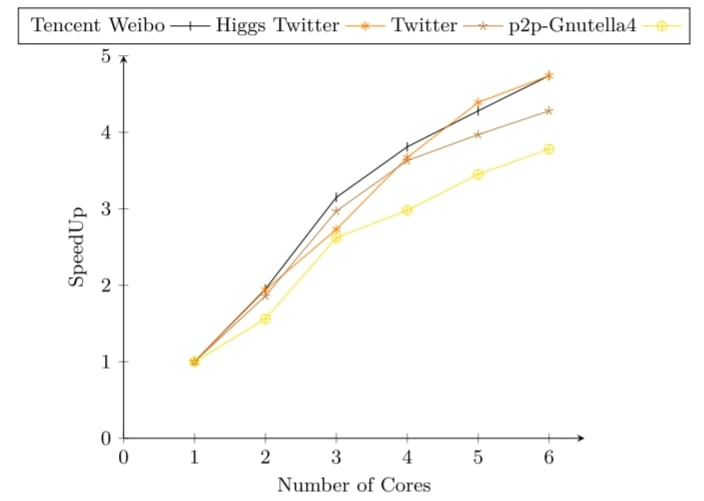 Tencent Weibo Higgs Twitter Twitter p2p-Gnutella4
5
4
3
2
1
0
SpeedUp
0 1 2 3 4 5 6
Number of Cores